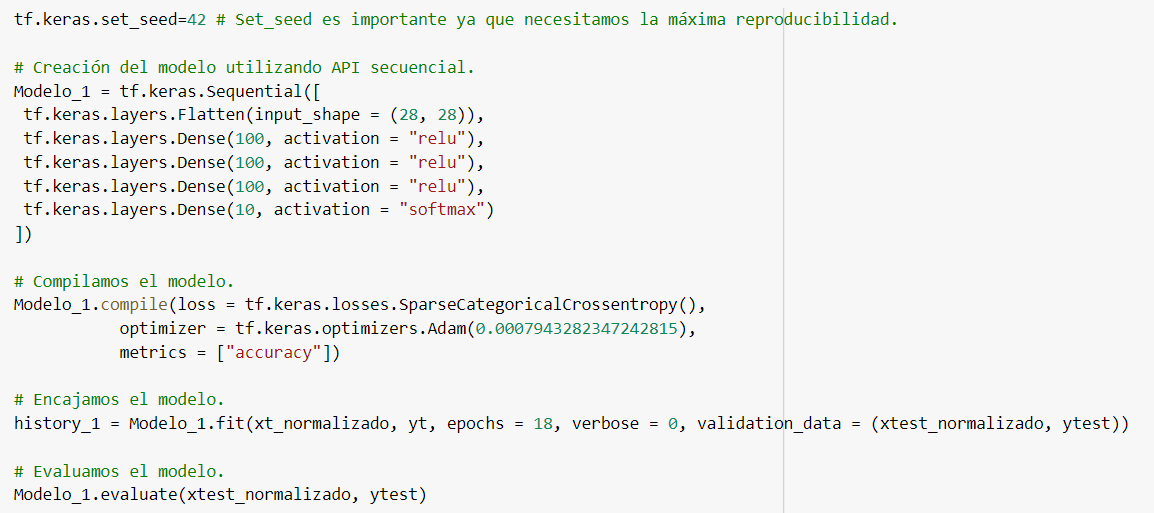 tf.keras.set_seed=42 # Set_seed es importante ya que necesitamos la máxima reproducibilidad.
# Creación del modelo utilizando API secuencial.
Modelo_1 = tf.keras.Sequential([
tf.keras.layers.Flatten(input_shape = (28, 28)),
tf.keras.layers.Dense(100, activation = "relu"),
tf.keras.layers.Dense(100, activation = "relu"),
tf.keras.layers.Dense(100, activation = "relu"),
tf.keras.layers.Dense(10, activation = "softmax")
])
# Compilamos el modelo.
Modelo_1.compile(loss = tf.keras.losses.SparseCategoricalCrossentropy(),
optimizer = tf.keras.optimizers.Adam(0.0007943282347242815),
metrics = ["accuracy"])
# Encajamos el modelo.
history_1 = Modelo_1.fit(xt_normalizado, yt, epochs = 18, verbose = 0, validation_data = (xtest_normalizado, ytest))
# Evaluamos el modelo.
Modelo_1.evaluate(xtest_normalizado, ytest)